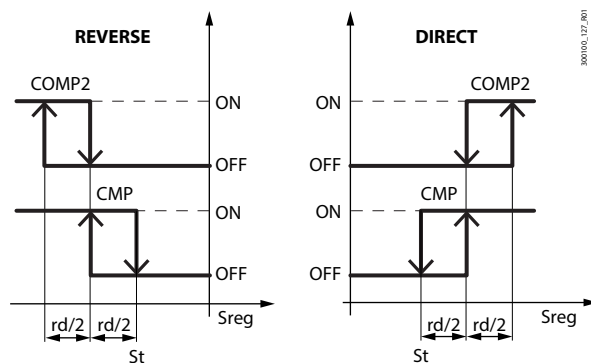 REVERSE
COMP2
ON
OFF
CMP
ON
OFF
rd/2 rd/2
Sreg
St
DIRECT
COMP2
ON
OFF
CMP
ON
OFF
rd/2 rd/2
Sreg
St
300100_127_R01